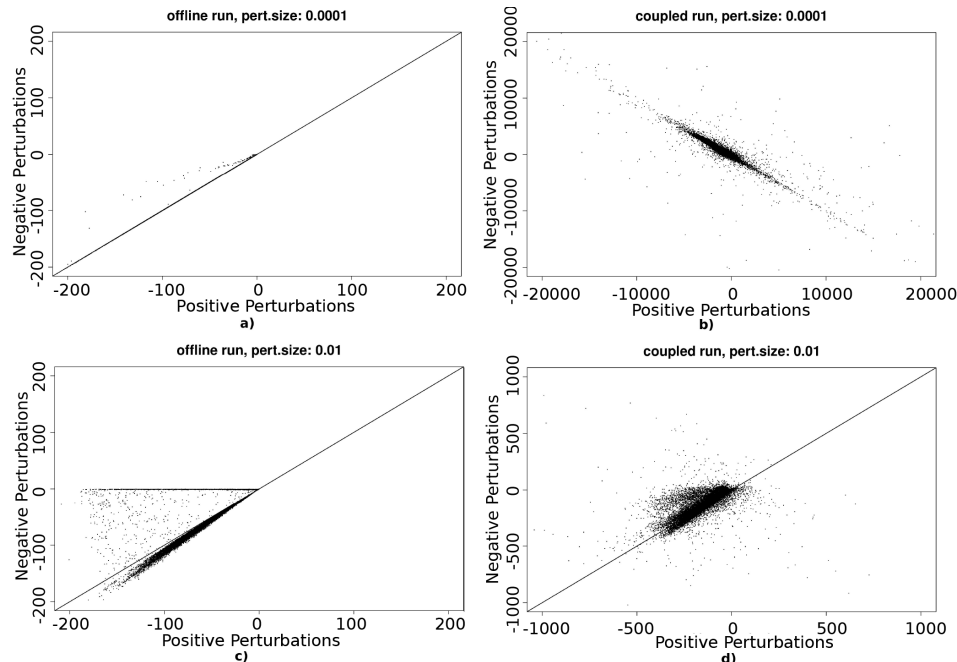 offline run, pert.size: 0.0001
Negative Perturbations
200
100
0
-100
-200
-200 -100 0 100 200
Positive Perturbations
a)
coupled run, pert.size: 0.0001
Negative Perturbations
20000
10000
0
-10000
-20000
-20000 -10000 0 10000 20000
Positive Perturbations
b)
offline run, pert.size: 0.01
Negative Perturbations
200
100
0
-100
-200
-200 -100 0 100 200
Positive Perturbations
c)
coupled run, pert.size: 0.01
Negative Perturbations
1000
500
0
-500
-1000
-1000 -500 0 500 1000
Positive Perturbations
d)